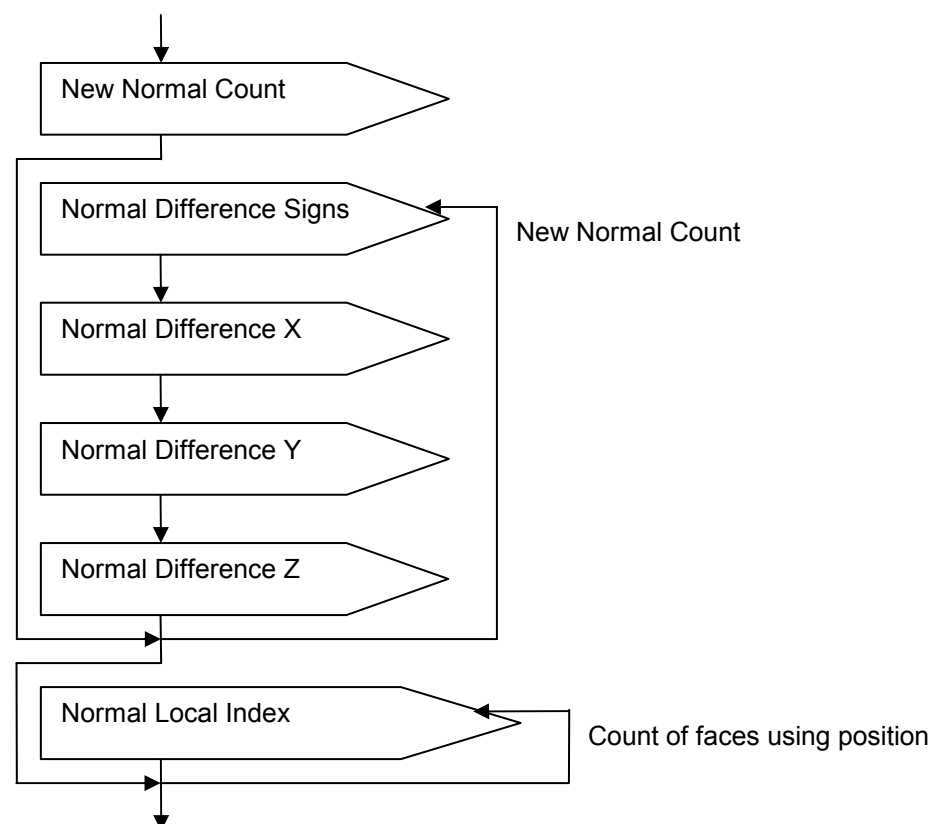 New Normal Count
Normal Difference Signs
New Normal Count
Normal Difference X
Normal Difference Y
Normal Difference Z
Normal Local Index
Count of faces using position